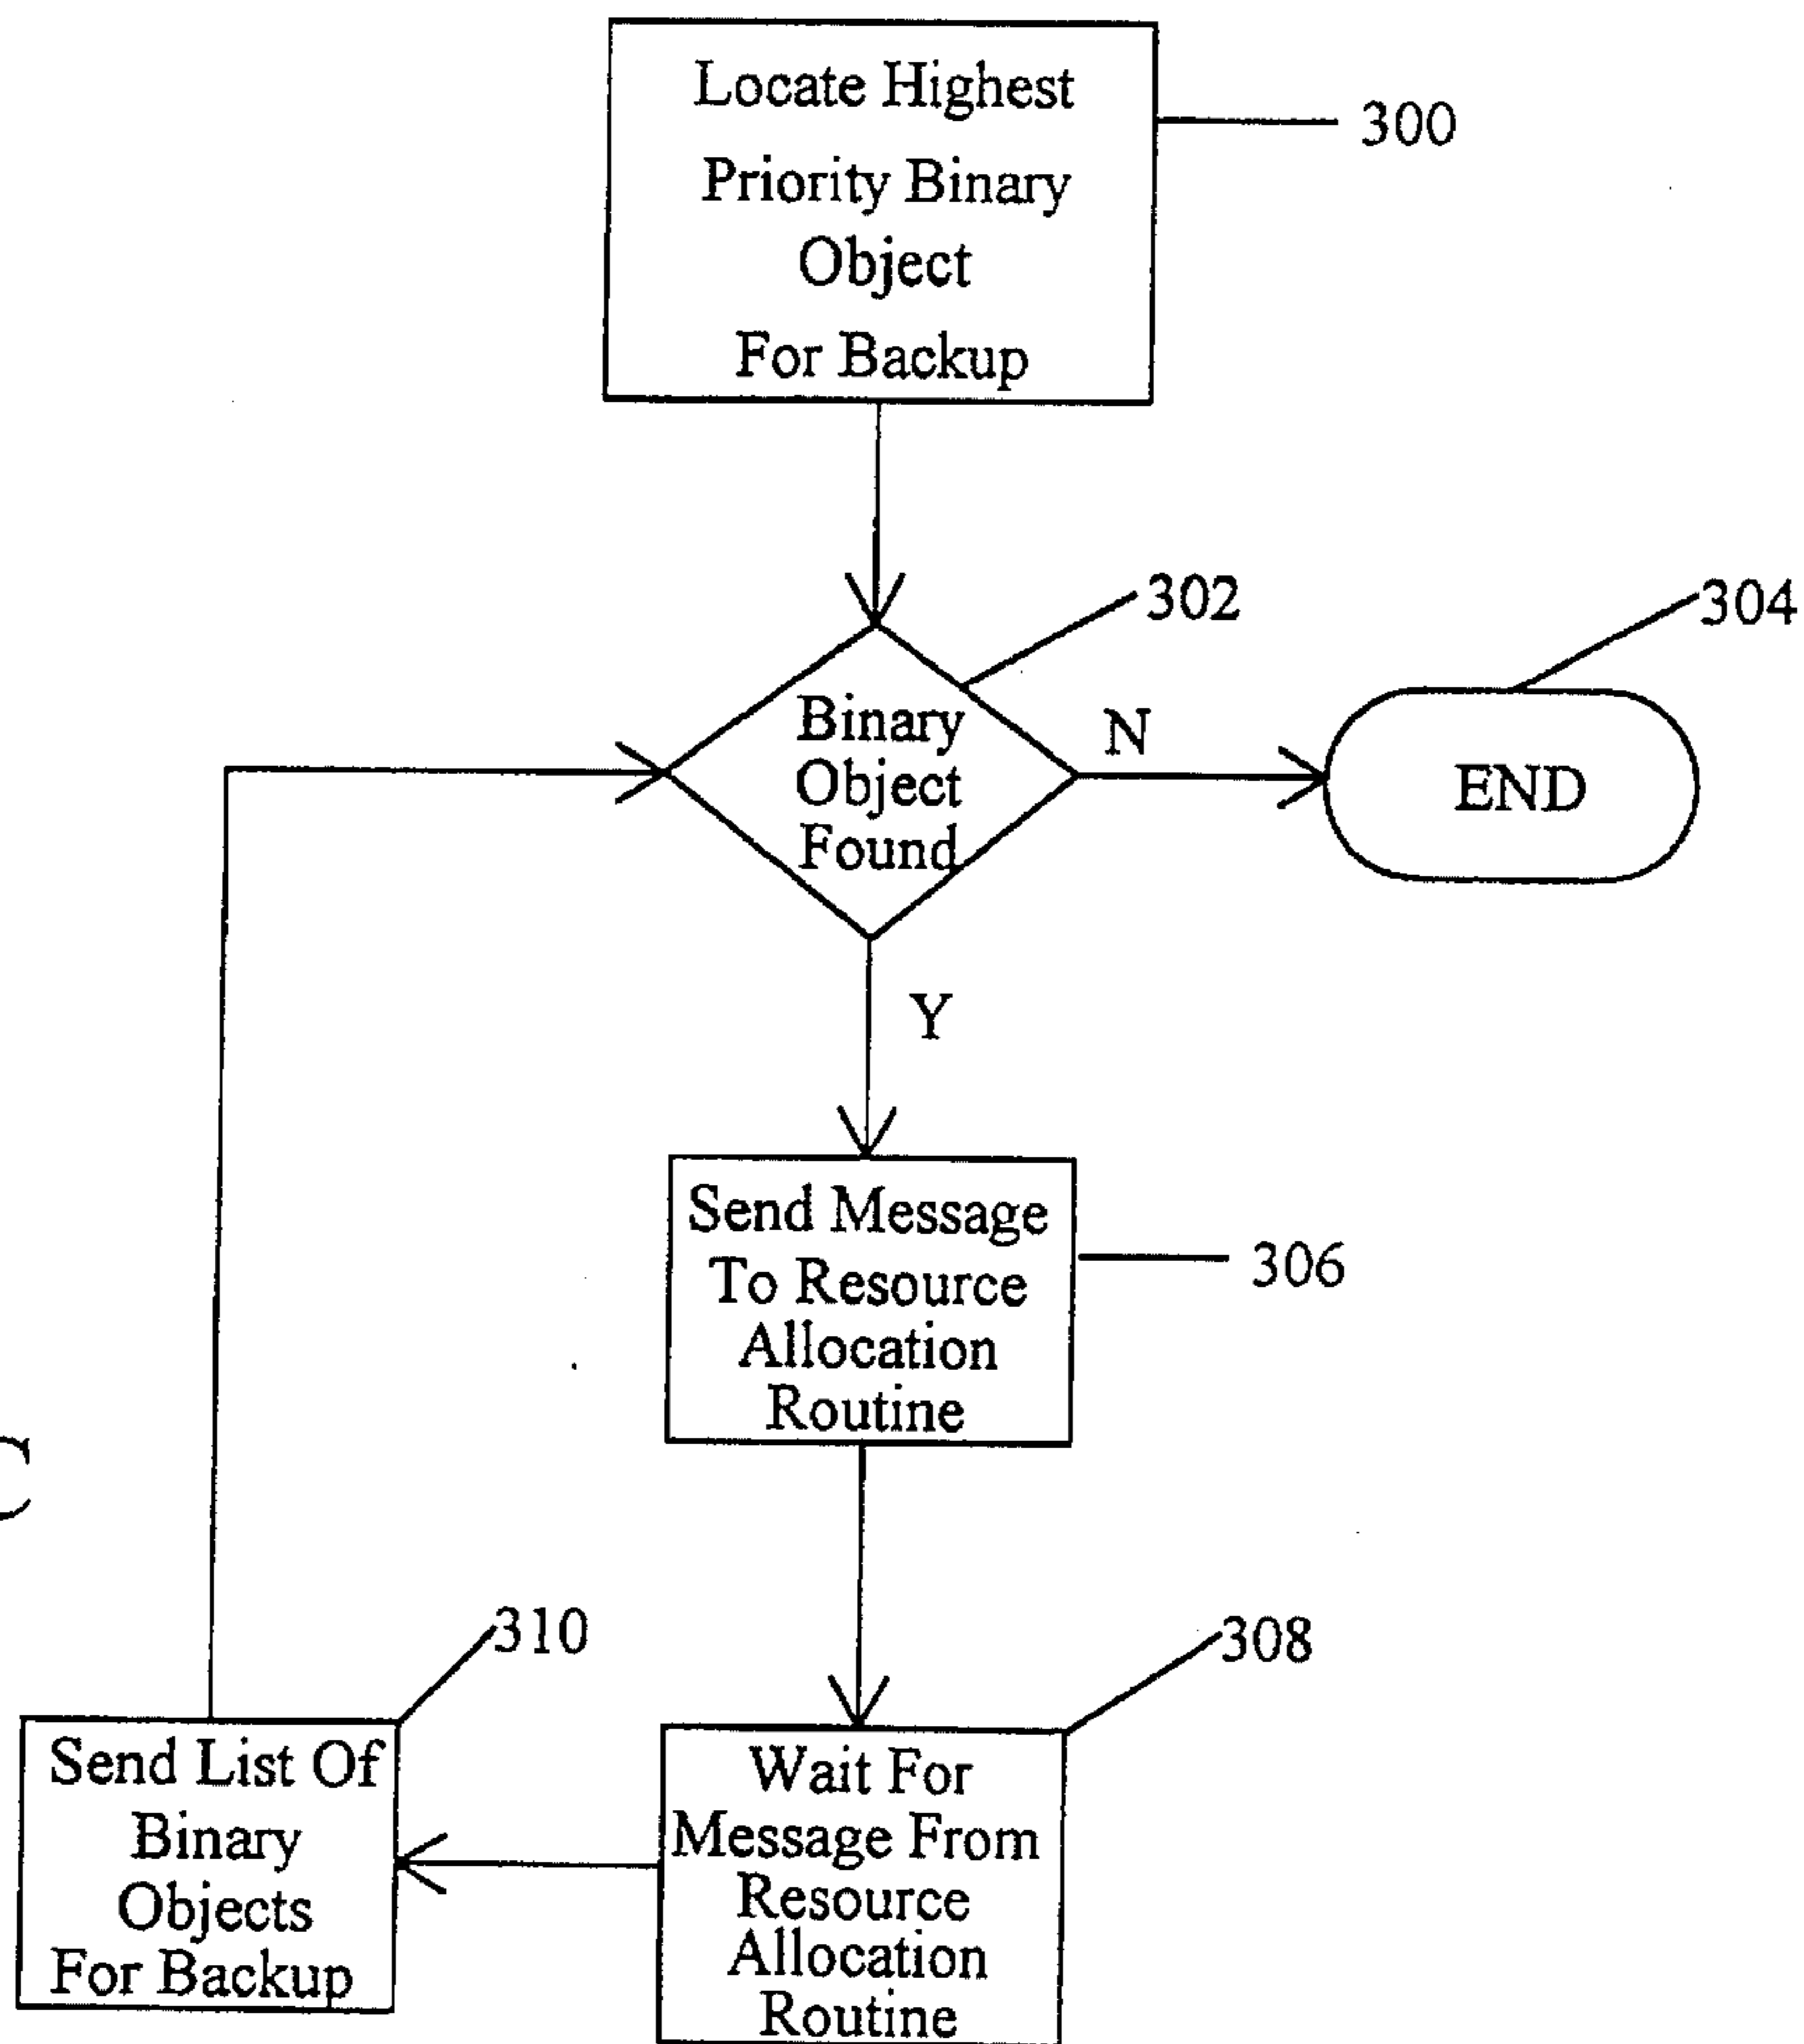 Locate Highest
Priority Binary
Object
For Backup
300
302
304
Binary
Object
Found
N
END
Y
Send Message
To Resource
Allocation
Routine
306
310
308
Send List Of
Binary
Objects
For Backup
Wait For
Message From
Resource
Allocation
Routine